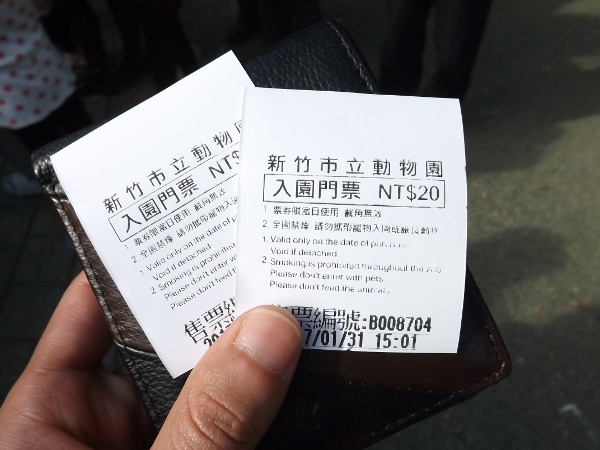 新竹市立動物園
入園門票 NT$
1 票券限當日使用 截角無效
2. 全園禁煙 請勿攜帶寵物入
1. Valid only on the date of
Void if detached.
2 Smoking is prohibited
Please don't enter
Please don't feed
售票編
新竹市立動物園
入園門票 NT$20
1 票券限當日使用 截角無效
2. 全園禁煙 請勿攜帶寵物入園或餵食動物
1. Valid only on the date of purchase.
Void if detached.
2 Smoking is prohibited throughout the zoo.
Please don't enter with pets.
Please don't feed the animals.
票編號:B008704
7/01/31 15:01